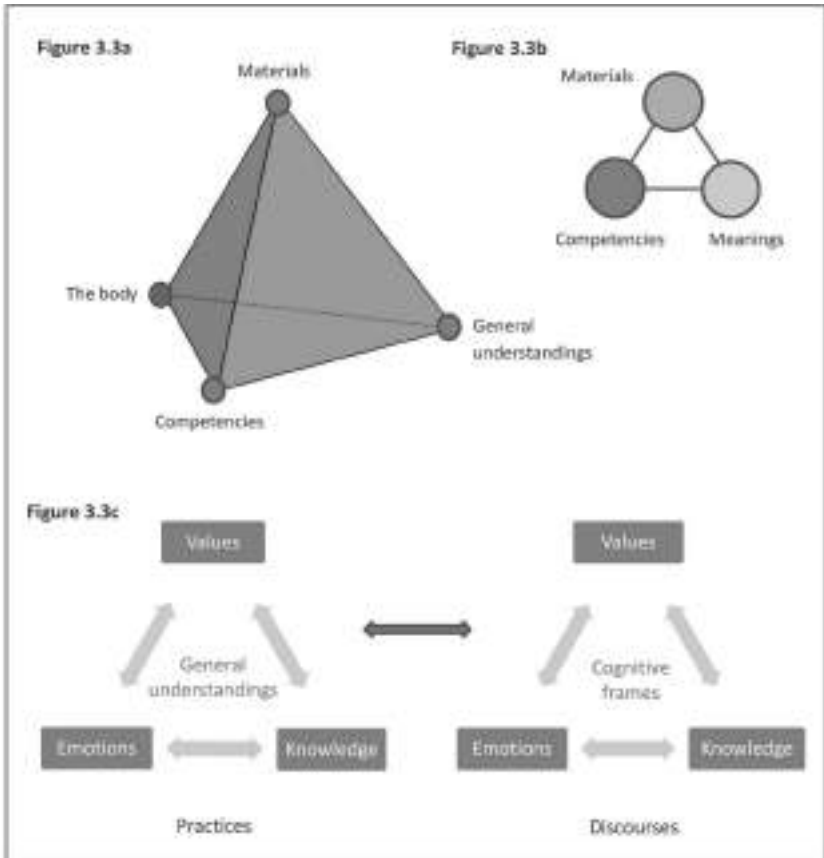 Figure 3.3a
Figure 3.3b
Materials
Materials
Competencies
Meanings
The body
General
understandings
Competencies
Figure 3.3c
Values
Values
General
understandings
Cognitive
frames
Emotions
Knowledge
Emotions
Knowledge
Practices
Discourses